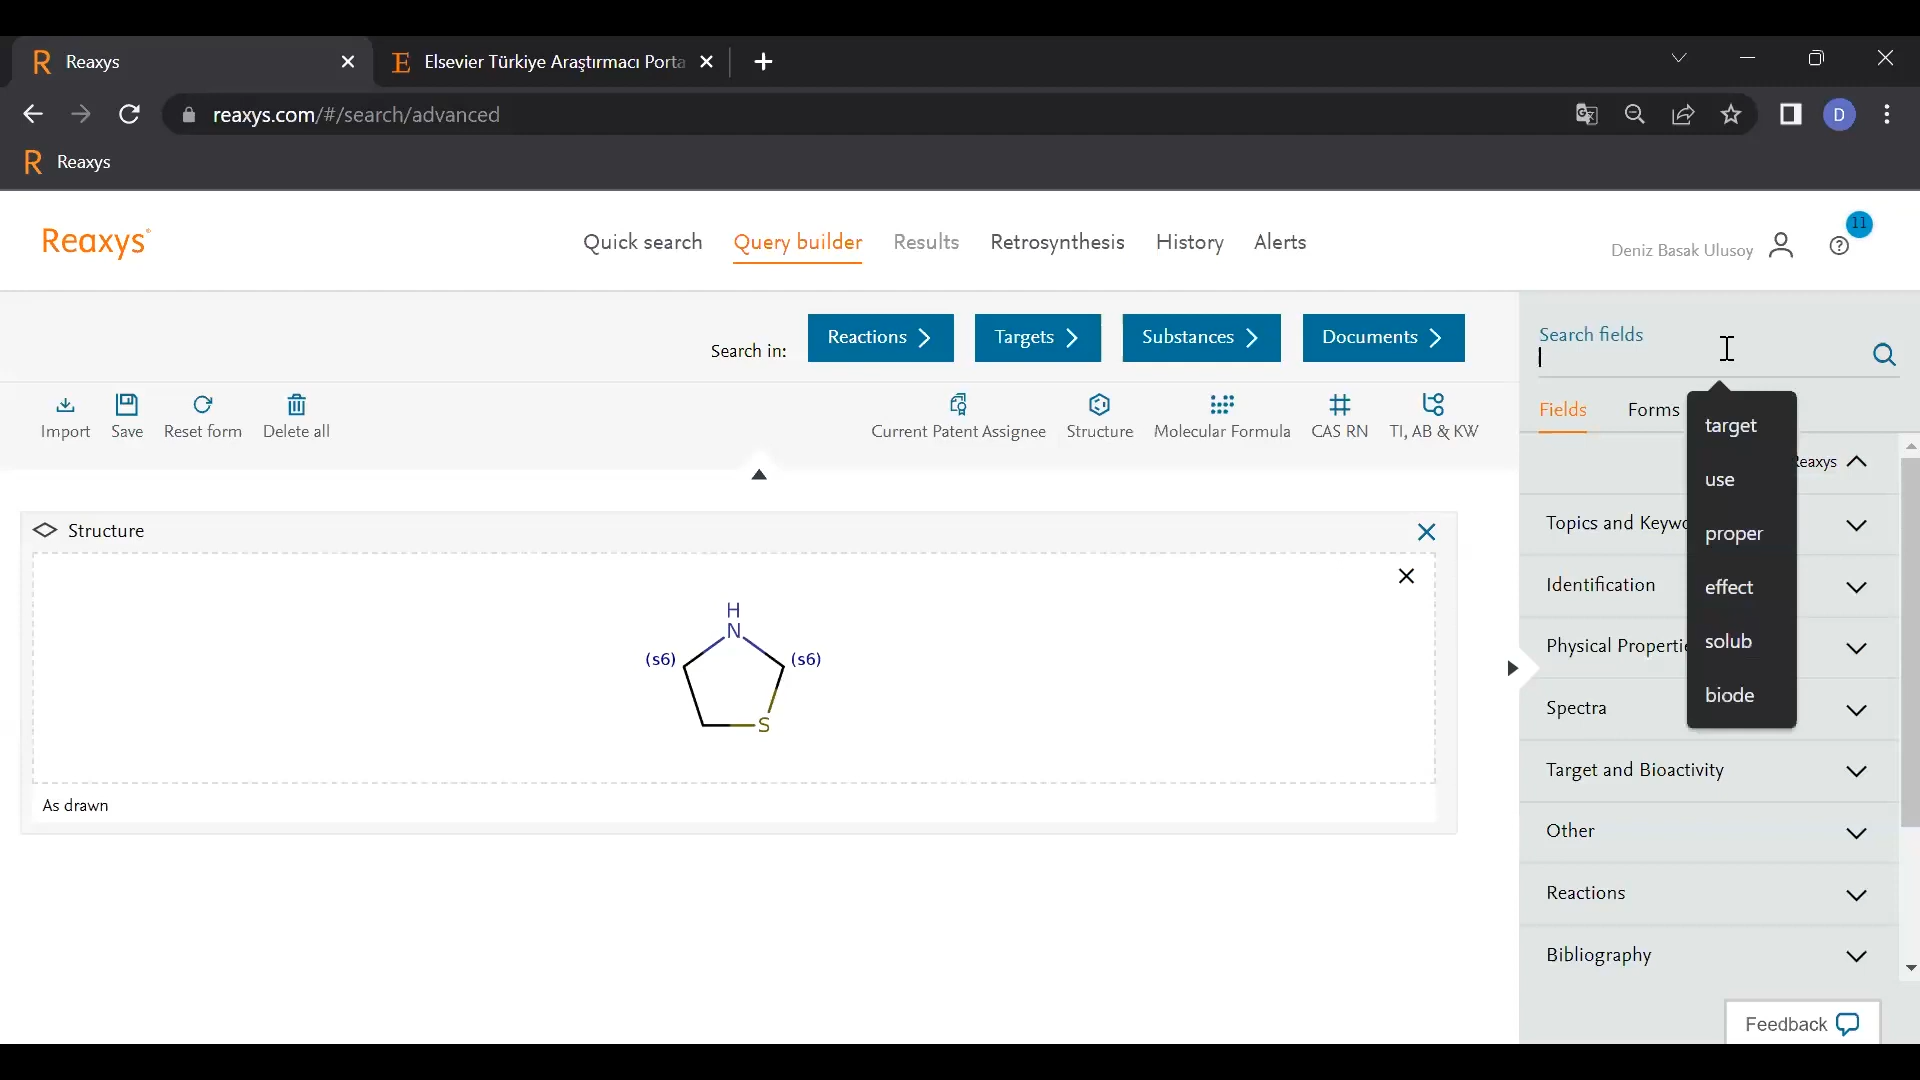 Reaxys
Elsevier Türkiye Araştırmacı Porta
reaxys.com/#/search/advanced
D
Reaxys
Reaxys
Quick search
Query builder
Results
Retrosynthesis
History
Alerts
Deniz Basak Ulusoy
11
Search in:
Reactions
Targets
Substances
Documents
Search fields
Import
Save
Reset form
Delete all
Current Patent Assignee
Structure
Molecular Formula
CAS RN
TI, AB & KW
Fields
Forms
target
use
proper
effect
solub
biode
Reaxys
Topics and Keywo
Identification
Physical Propertie
Spectra
Target and Bioactivity
Other
Reactions
Bibliography
Structure
H
N
(s6)
(s6)
S
As drawn
Feedback